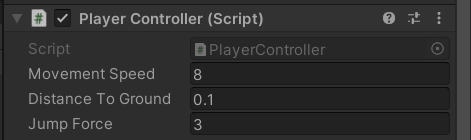 Player Controller (Script)
Script PlayerController
Movement Speed 8
Distance To Ground 0.1
Jump Force 3